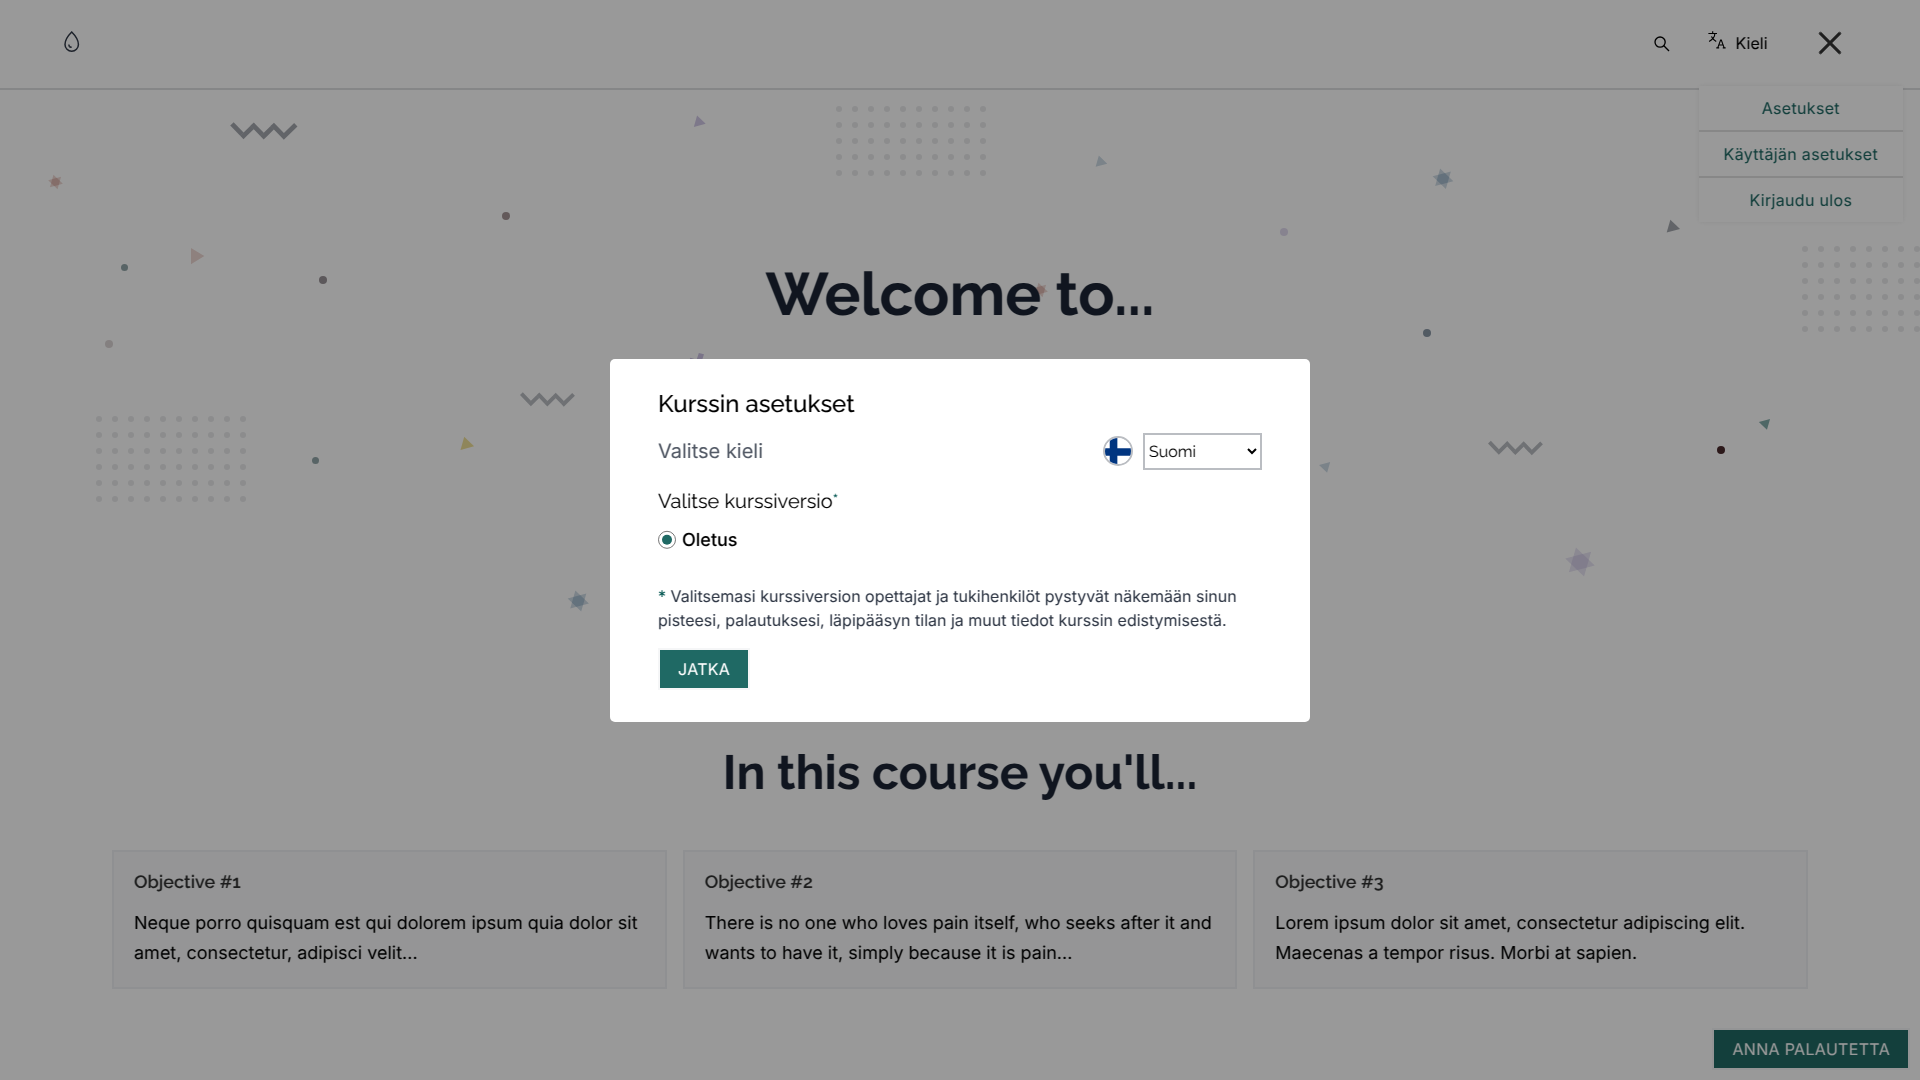 Kieli
Asetukset
Käyttäjän asetukset
Kirjaudu ulos
Welcome to...
Kurssin asetukset
Valitse kieli
Suomi
Valitse kurssiversio*
Oletus
* Valitsemasi kurssiversion opettajat ja tukihenkilöt pystyvät näkemään sinun
pisteesi, palautuksesi, läpipääsyn tilan ja muut tiedot kurssin edistymisestä.
JATKA
In this course you'll...
Objective #1
Neque porro quisquam est qui dolorem ipsum quia dolor sit
amet, consectetur, adipisci velit...
Objective #2
There is no one who loves pain itself, who seeks after it and
wants to have it, simply because it is pain...
Objective #3
Lorem ipsum dolor sit amet, consectetur adipiscing elit.
Maecenas a tempor risus. Morbi at sapien.
ANNA PALAUTETTA